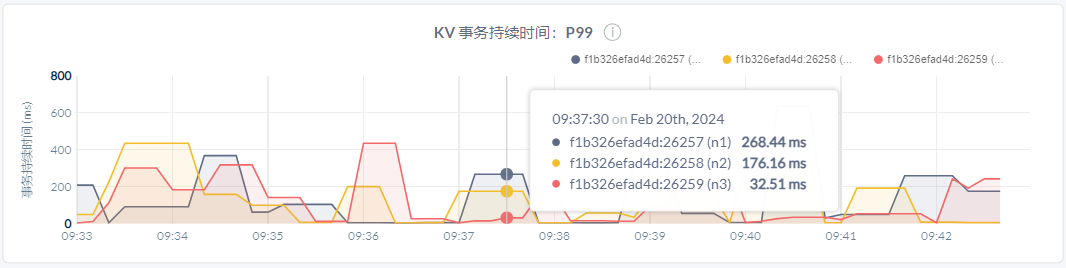 KV 事务持续时间：P99
f1b326efad4d:26257 (...
f1b326efad4d:26258 (...
f1b326efad4d:26259 (...
事务持续时间 (ms)
800
600
400
200
0
09:37:30 on Feb 20th, 2024
f1b326efad4d:26257 (n1) 268.44 ms
f1b326efad4d:26258 (n2) 176.16 ms
f1b326efad4d:26259 (n3) 32.51 ms
09:33 09:34 09:35 09:36 09:37 09:38 09:39 09:40 09:41 09:42